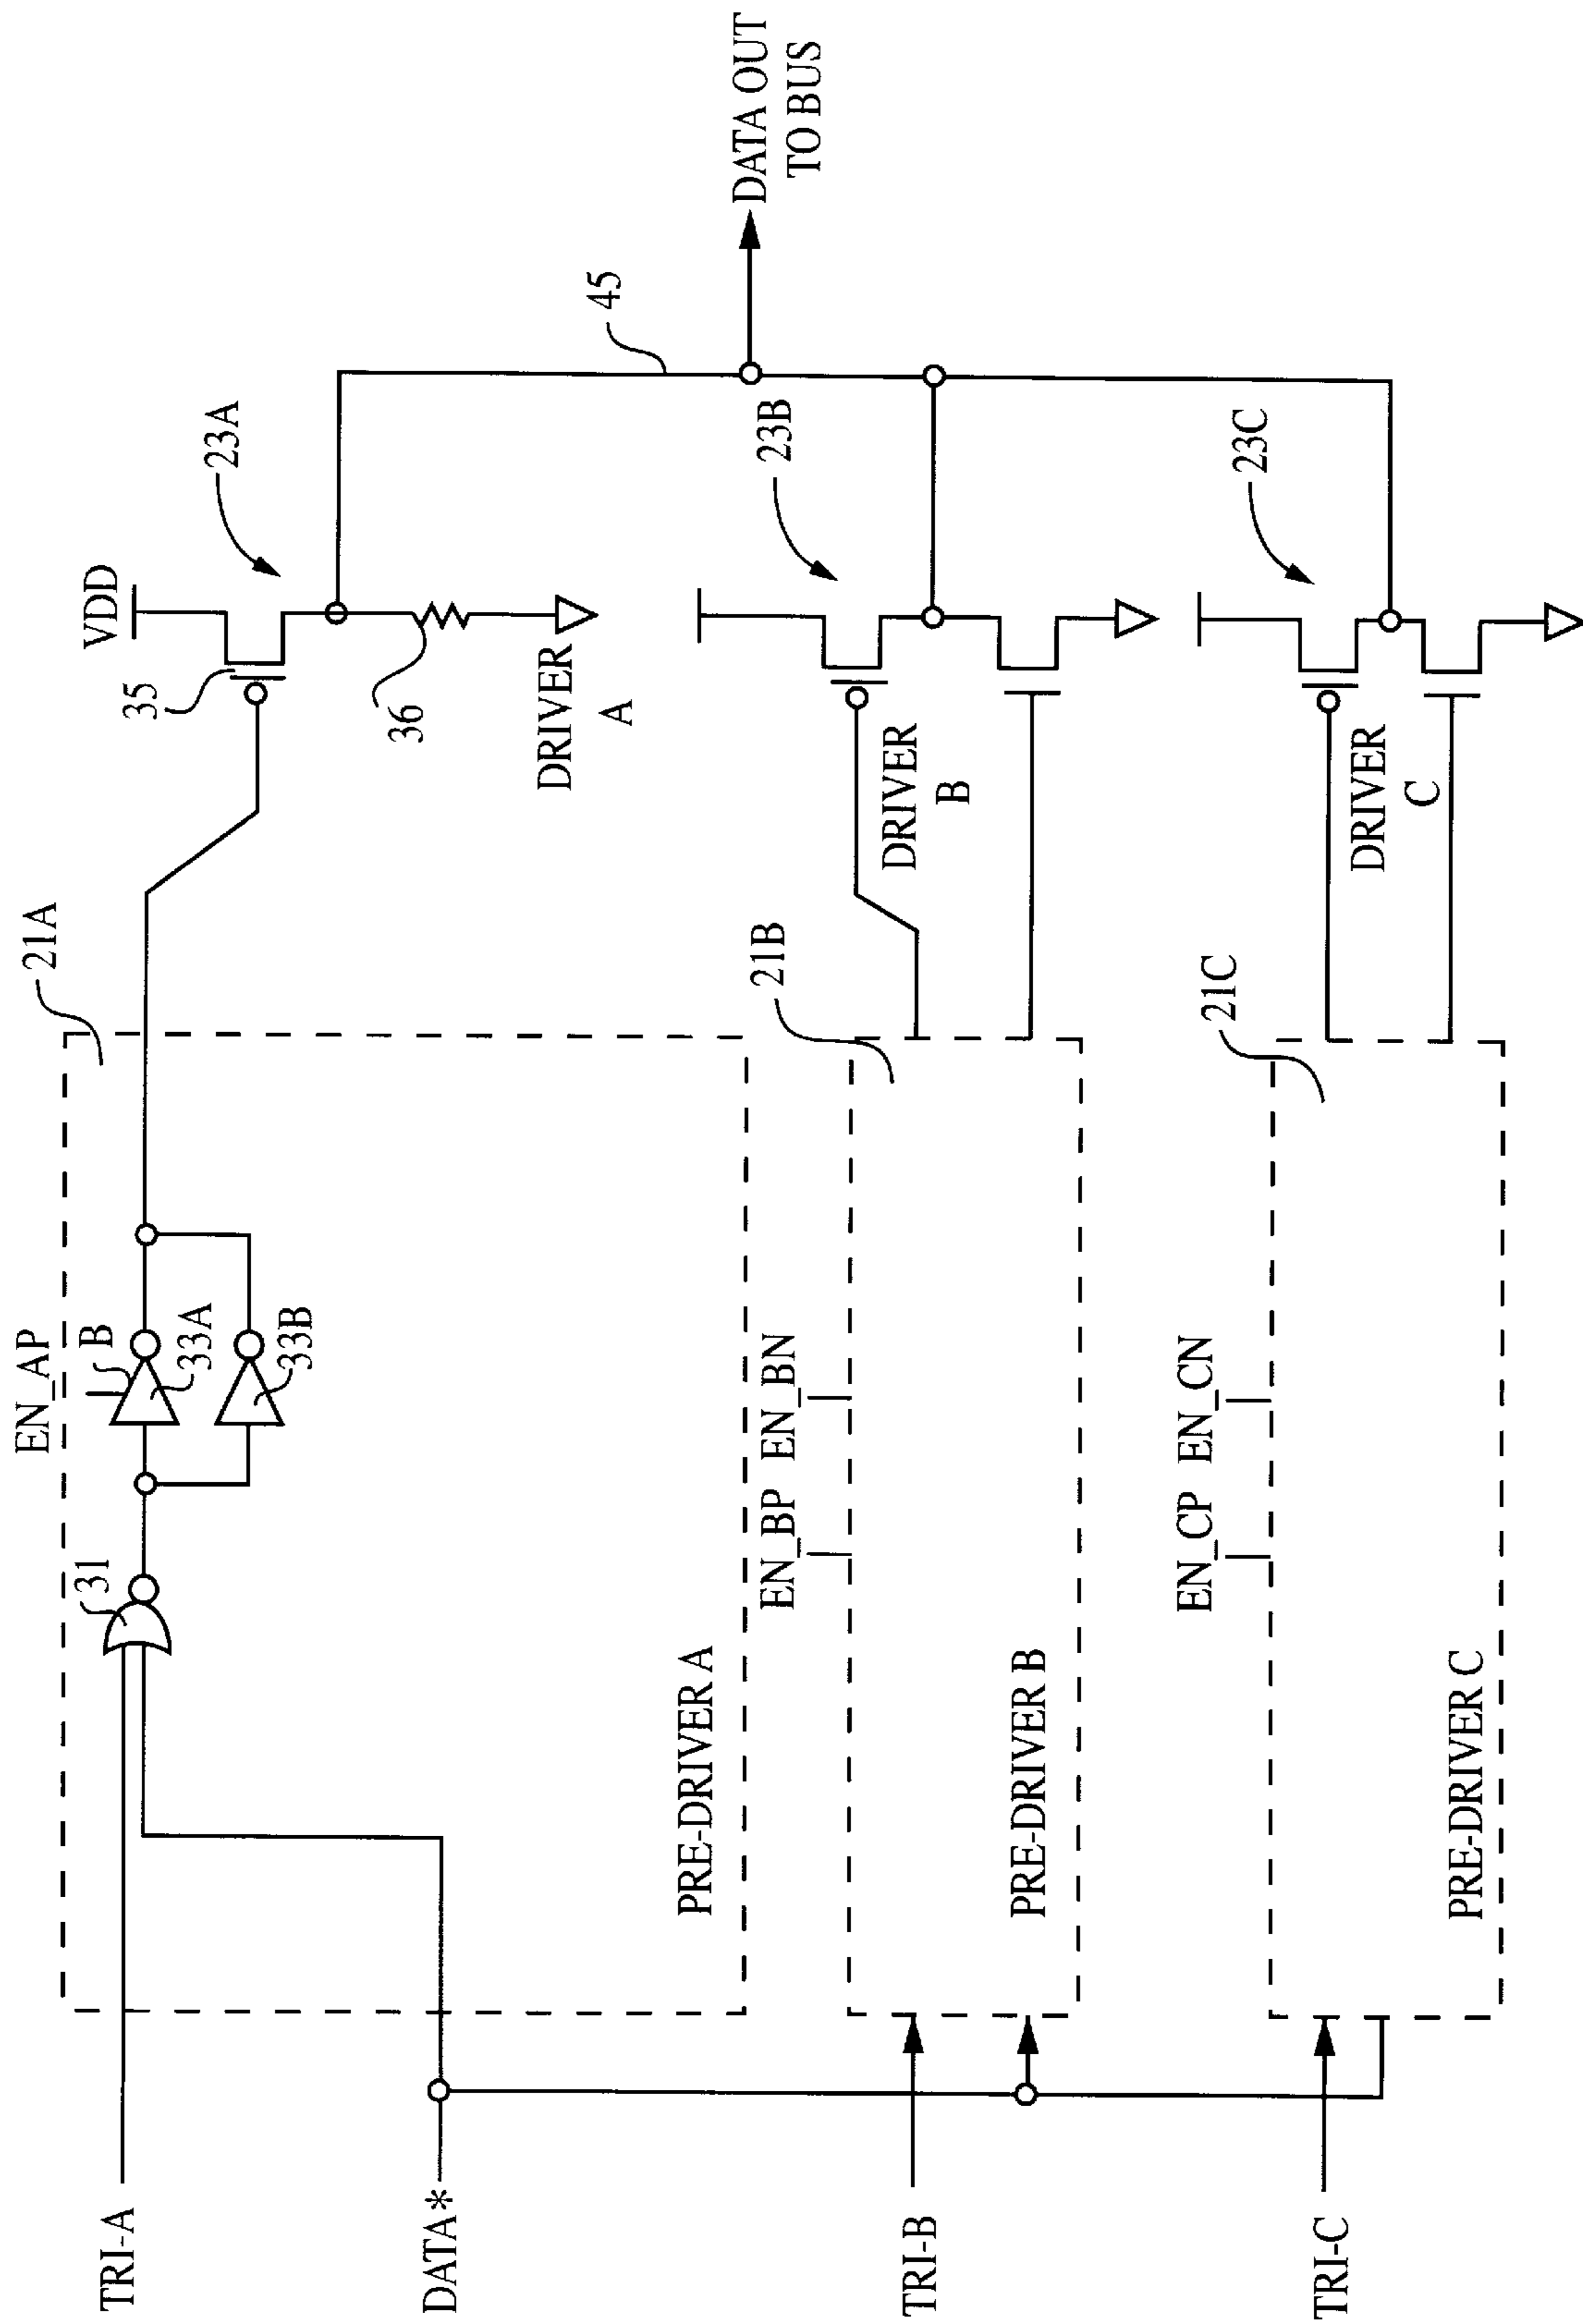 TRI-A
DATA*
TRI-B
TRI-C
21A
EN_AP
B
31
33A
33B
PRE-DRIVER A
VDD
35
23A
36
DRIVER
A
45
DATA OUT
TO BUS
21B
EN_BP EN_BN
PRE-DRIVER B
DRIVER
B
23B
21C
EN_CP EN_CN
PRE-DRIVER C
DRIVER
C
23C